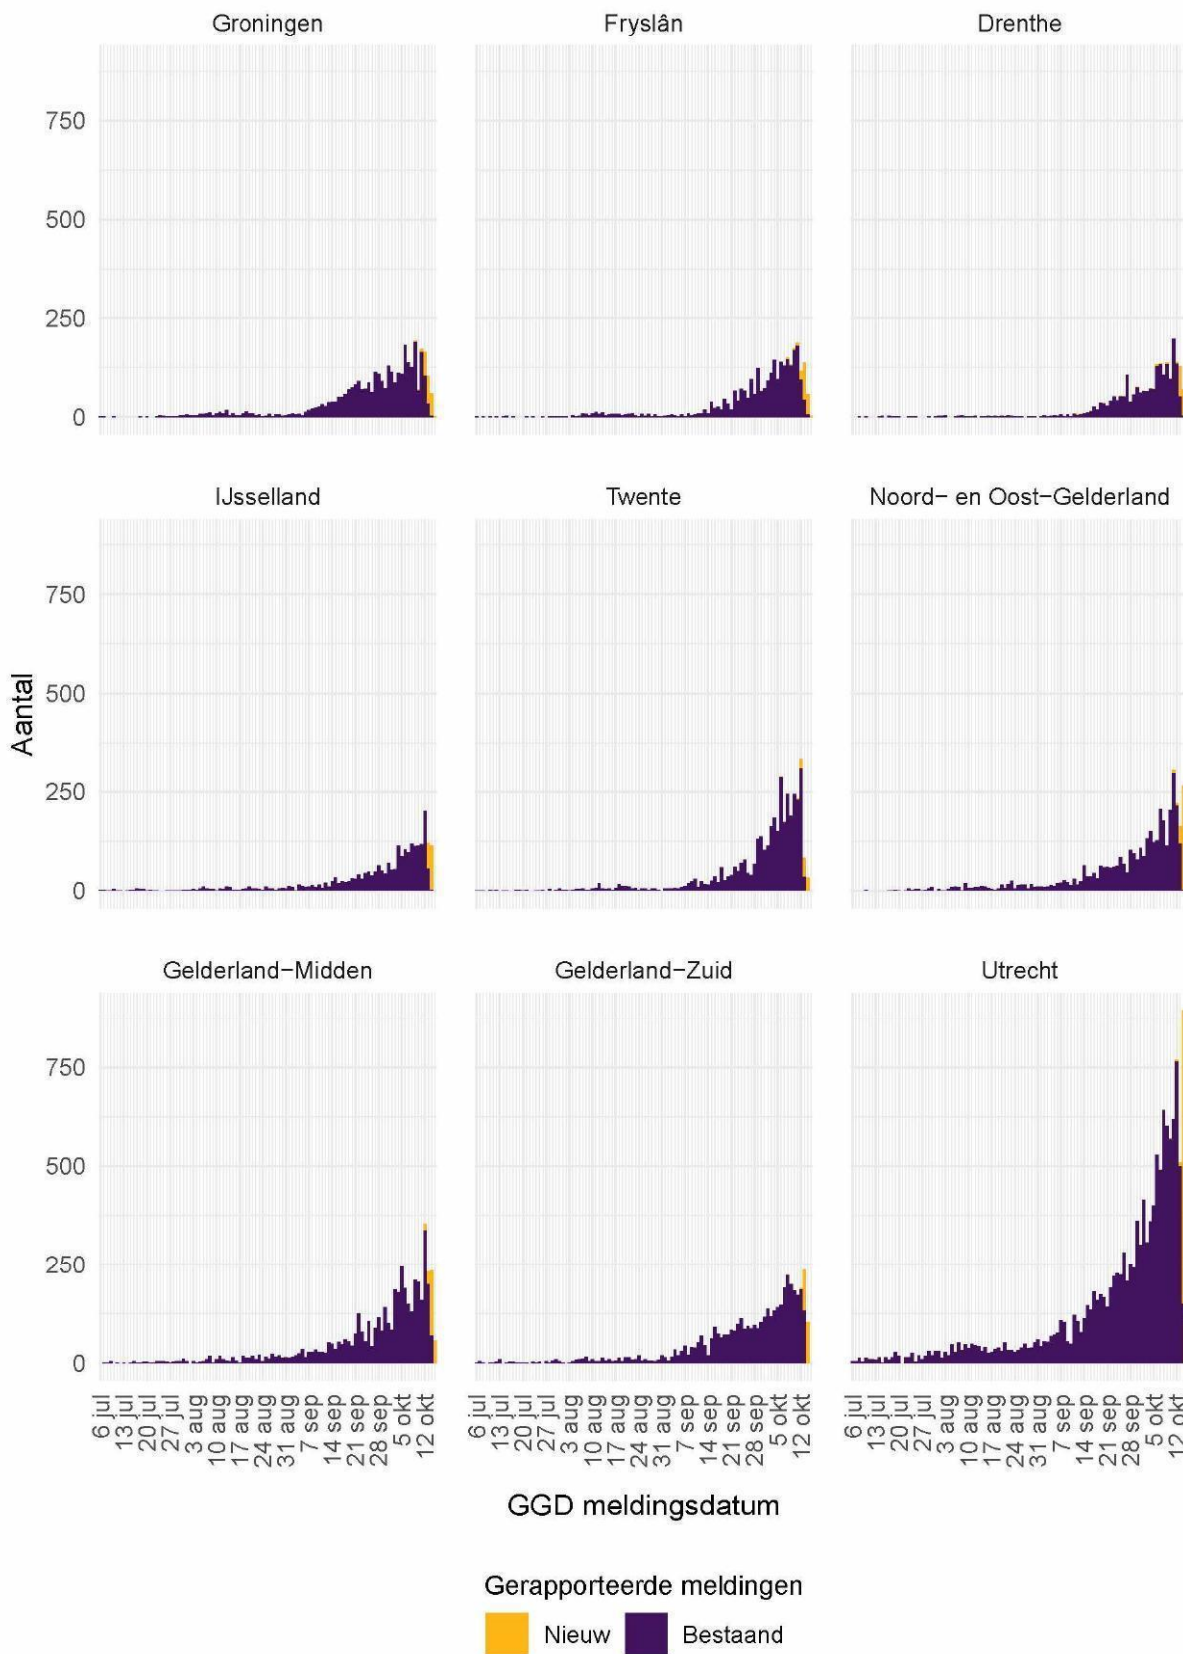 Groningen Fryslân Drenthe
750
500
250
0
IJsselland Twente Noord- en Oost-Gelderland
750
500
250
0
Aantal
Gelderland-Midden Gelderland-Zuid Utrecht
750
500
250
0
6 jul 13 jul 20 jul 27 jul 3 aug 10 aug 17 aug 24 aug 31 aug 7 sep 14 sep 21 sep 28 sep 5 okt 12 okt 6 jul 13 jul 20 jul 27 jul 3 aug 10 aug 17 aug 24 aug 31 aug 7 sep 14 sep 21 sep 28 sep 5 okt 12 okt 6 jul 13 jul 20 jul 27 jul 3 aug 10 aug 17 aug 24 aug 31 aug 7 sep 14 sep 21 sep 28 sep 5 okt 12 okt
GGD meldingsdatum
Gerapporteerde meldingen
Nieuw Bestaand